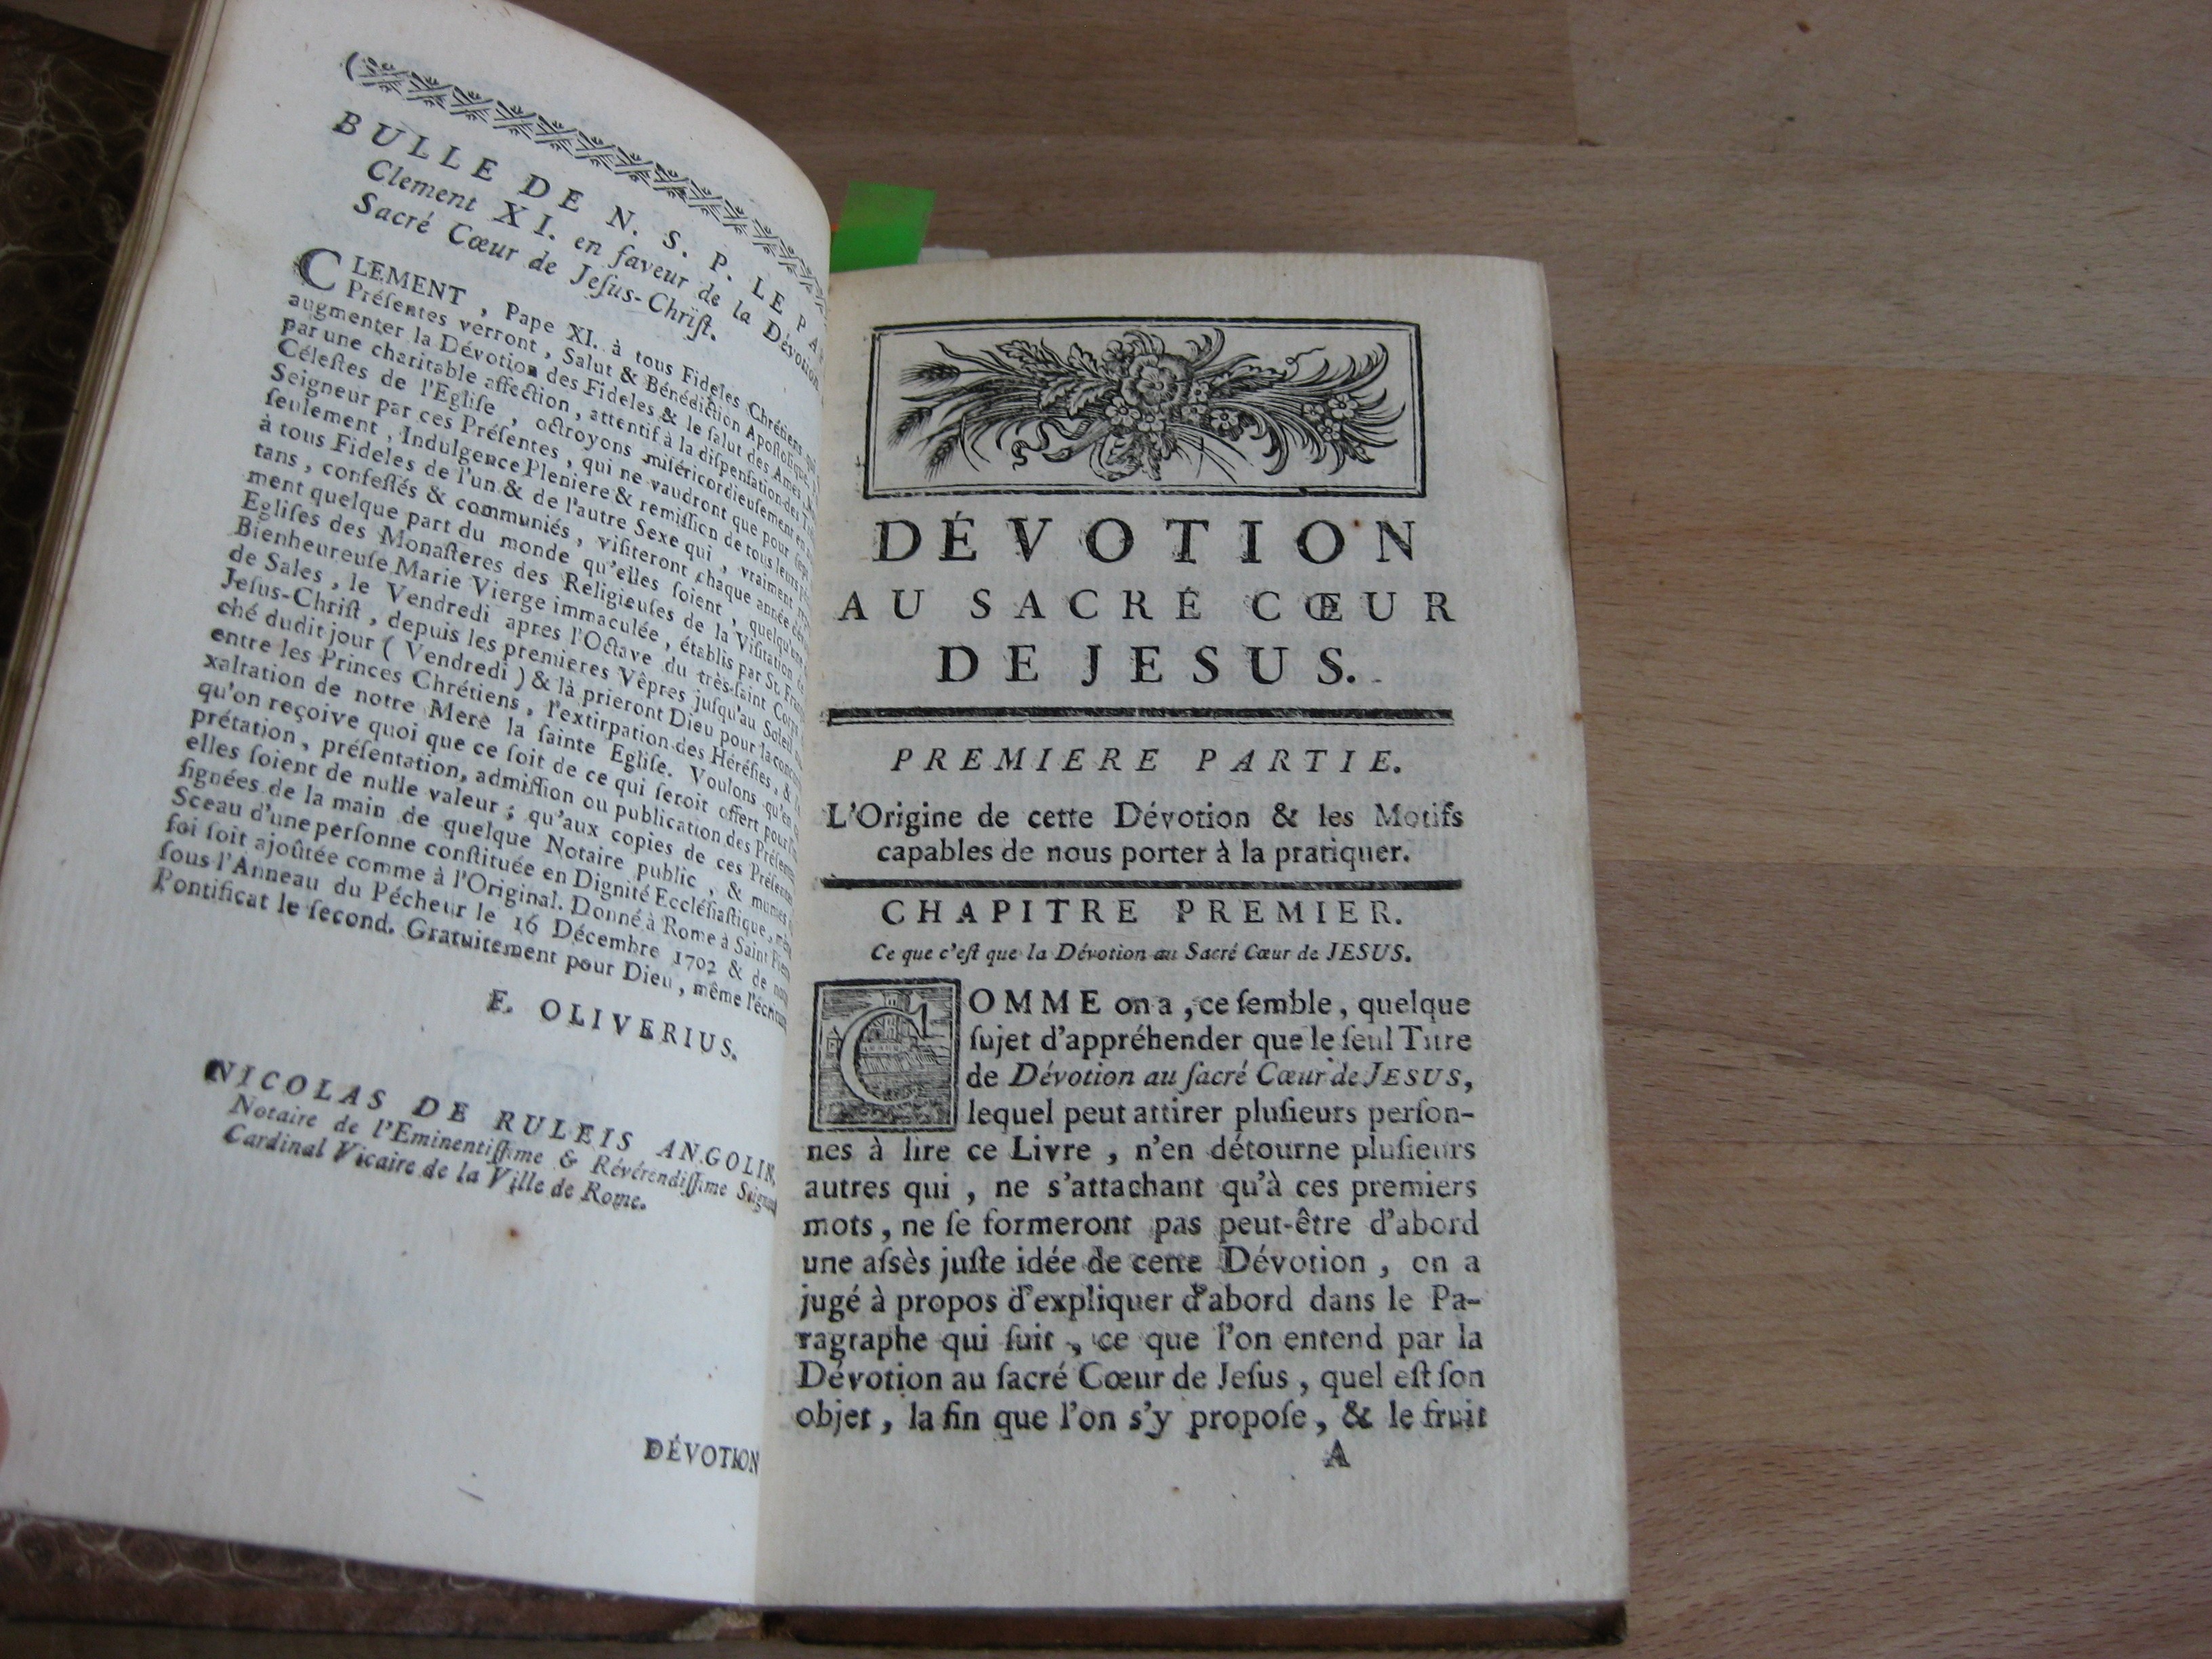 BULLE DE N. S. P. LE
Clement XI. en faveur de la Dévotion
Sacré Cœur de Jeſus-Chriſt.
CLEMENT, Pape XI. à tous Fideles Chrétiens qui
Préſentes verront, Salut & Bénédiction Apoſtolique.
augmenter la Dévotion des Fideles & le ſalut des Ames,
par une charitable affection, attentif à la diſpenſation des
Céleſtes de l'Egliſe, octroyons miſéricordieuſement en
Seigneur par ces Préſentes, qui ne vaudront que pour ſept
ſeulement, Indulgence Pleniere & remiſſion de tous leurs
à tous Fideles de l'un & de l'autre Sexe qui, vraiment
tans, confeſſés & communiés, viſiteront chaque année
ment quelque part du monde qu'elles ſoient, quelqu'une
Egliſes des Monaſteres des Religieuſes de la Viſitation
Bienheureuſe Marie Vierge immaculée, établis par St.
de Sales, le Vendredi apres l'Octave du très-ſaint
Jeſus-Chriſt, depuis les premieres Vêpres juſqu'au Soleil
ché dudit jour (Vendredi) & là prieront Dieu pour la
entre les Princes Chrétiens, l'extirpation des Héréſies, &
xaltation de notre Mere la ſainte Egliſe. Voulons
qu'on reçoive quoi que ce ſoit de ce qui ſeroit offert pour
prétation, préſentation, admiſſion ou publication des
elles ſoient de nulle valeur; qu'aux copies de ces
ſignées de la main de quelque Notaire public, & munies
Sceau d'une perſonne conſtituée en Dignité Eccléſiaſtique,
foi ſoit ajoûtée comme à l'Original. Donné à Rome à Saint
ſous l'Anneau du Pécheur le 16 Décembre 1702 & de
Pontificat le ſecond. Gratuitement pour Dieu, même
F. OLIVERIUS.
NICOLAS DE RULEIS ANGOLIN,
Notaire de l'Eminentiſſime & Révérendiſſime
Cardinal Vicaire de la Ville de Rome.
DÉVOTION
DÉVOTION
AU SACRÉ CŒUR
DE JESUS.
PREMIERE PARTIE.
L'Origine de cette Dévotion & les Motifs
capables de nous porter à la pratiquer.
CHAPITRE PREMIER.
Ce que c'eſt que la Dévotion au Sacré Cœur de JESUS.
COMME on a, ce ſemble, quelque
ſujet d'appréhender que le ſeul Titre
de Dévotion au ſacré Cœur de JESUS,
lequel peut attirer pluſieurs perſon-
nes à lire ce Livre, n'en détourne pluſieurs
autres qui, ne s'attachant qu'à ces premiers
mots, ne ſe formeront pas peut-être d'abord
une aſsès juſte idée de cette Dévotion, on a
jugé à propos d'expliquer d'abord dans le Pa-
ragraphe qui ſuit, ce que l'on entend par la
Dévotion au ſacré Cœur de Jeſus, quel eſt ſon
objet, la fin que l'on s'y propoſe, & le fruit
A